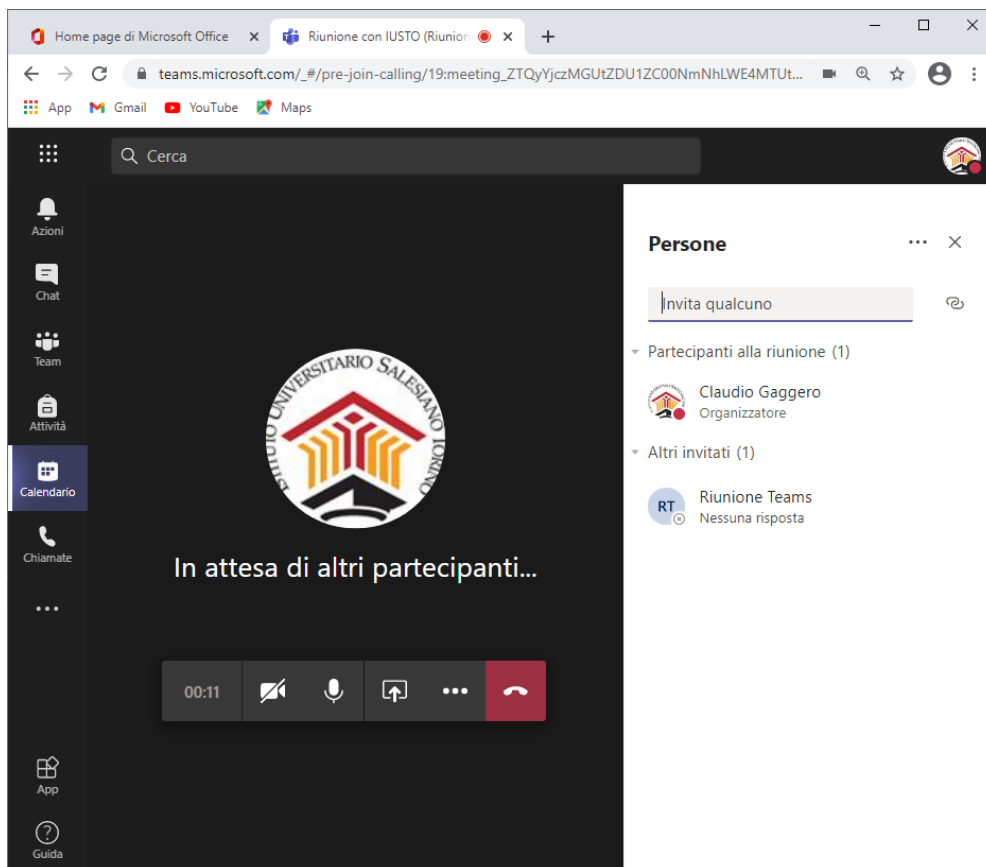 Home page di Microsoft Office
Riunione con IUSTO (Riunion
teams.microsoft.com/_#/pre-join-calling/19:meeting_ZTQyYjczMGUtZDU1ZC00NmNhLWE4MTUt...
App
Gmail
YouTube
Maps
Cerca
Azioni
Chat
Team
Attività
Calendario
Chiamate
App
Guida
ISTITUTO UNIVERSITARIO SALESIANO TORINO
In attesa di altri partecipanti...
00:11
Persone
Invita qualcuno
Partecipanti alla riunione (1)
Claudio Gaggero
Organizzatore
Altri invitati (1)
RT
Riunione Teams
Nessuna risposta